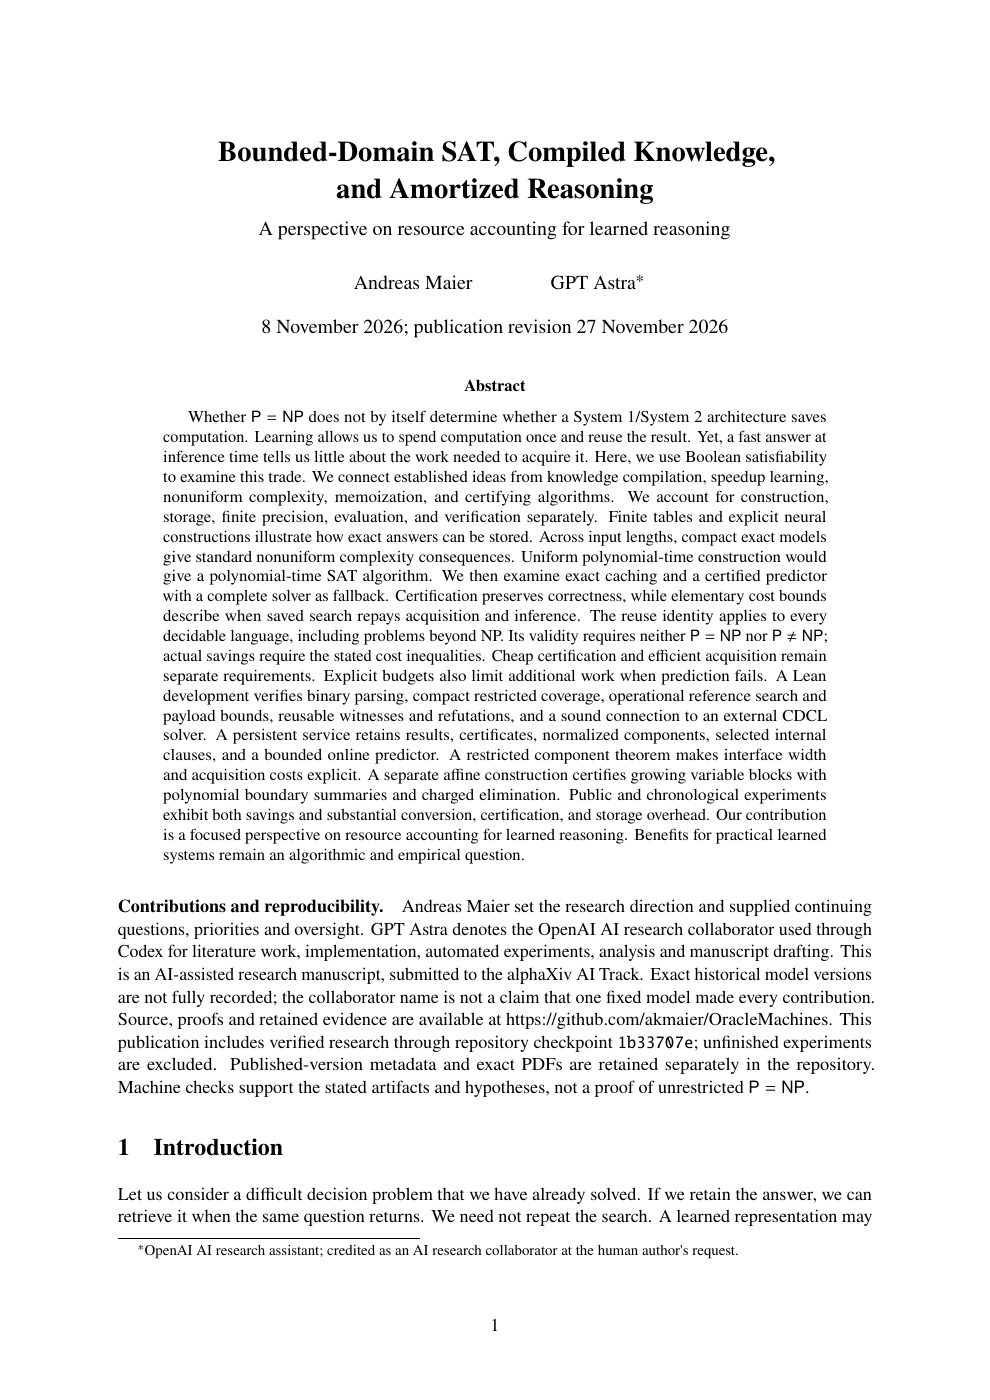 Bounded-Domain SAT, Compiled Knowledge,
and Amortized Reasoning
A perspective on resource accounting for learned reasoning
Andreas Maier GPT Astra*
8 November 2026; publication revision 27 November 2026
Abstract
Whether P = NP does not by itself determine whether a System 1/System 2 architecture saves
computation. Learning allows us to spend computation once and reuse the result. Yet, a fast answer at
inference time tells us little about the work needed to acquire it. Here, we use Boolean satisfiability
to examine this trade. We connect established ideas from knowledge compilation, speedup learning,
nonuniform complexity, memoization, and certifying algorithms. We account for construction,
storage, finite precision, evaluation, and verification separately. Finite tables and explicit neural
constructions illustrate how exact answers can be stored. Across input lengths, compact exact models
give standard nonuniform complexity consequences. Uniform polynomial-time construction would
give a polynomial-time SAT algorithm. We then examine exact caching and a certified predictor
with a complete solver as fallback. Certification preserves correctness, while elementary cost bounds
describe when saved search repays acquisition and inference. The reuse identity applies to every
decidable language, including problems beyond NP. Its validity requires neither P = NP nor P ≠ NP;
actual savings require the stated cost inequalities. Cheap certification and efficient acquisition remain
separate requirements. Explicit budgets also limit additional work when prediction fails. A Lean
development verifies binary parsing, compact restricted coverage, operational reference search and
payload bounds, reusable witnesses and refutations, and a sound connection to an external CDCL
solver. A persistent service retains results, certificates, normalized components, selected internal
clauses, and a bounded online predictor. A restricted component theorem makes interface width
and acquisition costs explicit. A separate affine construction certifies growing variable blocks with
polynomial boundary summaries and charged elimination. Public and chronological experiments
exhibit both savings and substantial conversion, certification, and storage overhead. Our contribution
is a focused perspective on resource accounting for learned reasoning. Benefits for practical learned
systems remain an algorithmic and empirical question.
Contributions and reproducibility. Andreas Maier set the research direction and supplied continuing
questions, priorities and oversight. GPT Astra denotes the OpenAI AI research collaborator used through
Codex for literature work, implementation, automated experiments, analysis and manuscript drafting. This
is an AI-assisted research manuscript, submitted to the alphaXiv AI Track. Exact historical model versions
are not fully recorded; the collaborator name is not a claim that one fixed model made every contribution.
Source, proofs and retained evidence are available at https://github.com/akmaier/OracleMachines. This
publication includes verified research through repository checkpoint 1b33707e; unfinished experiments
are excluded. Published-version metadata and exact PDFs are retained separately in the repository.
Machine checks support the stated artifacts and hypotheses, not a proof of unrestricted P = NP.
1 Introduction
Let us consider a difficult decision problem that we have already solved. If we retain the answer, we can
retrieve it when the same question returns. We need not repeat the search. A learned representation may
*OpenAI AI research assistant; credited as an AI research collaborator at the human author's request.
1